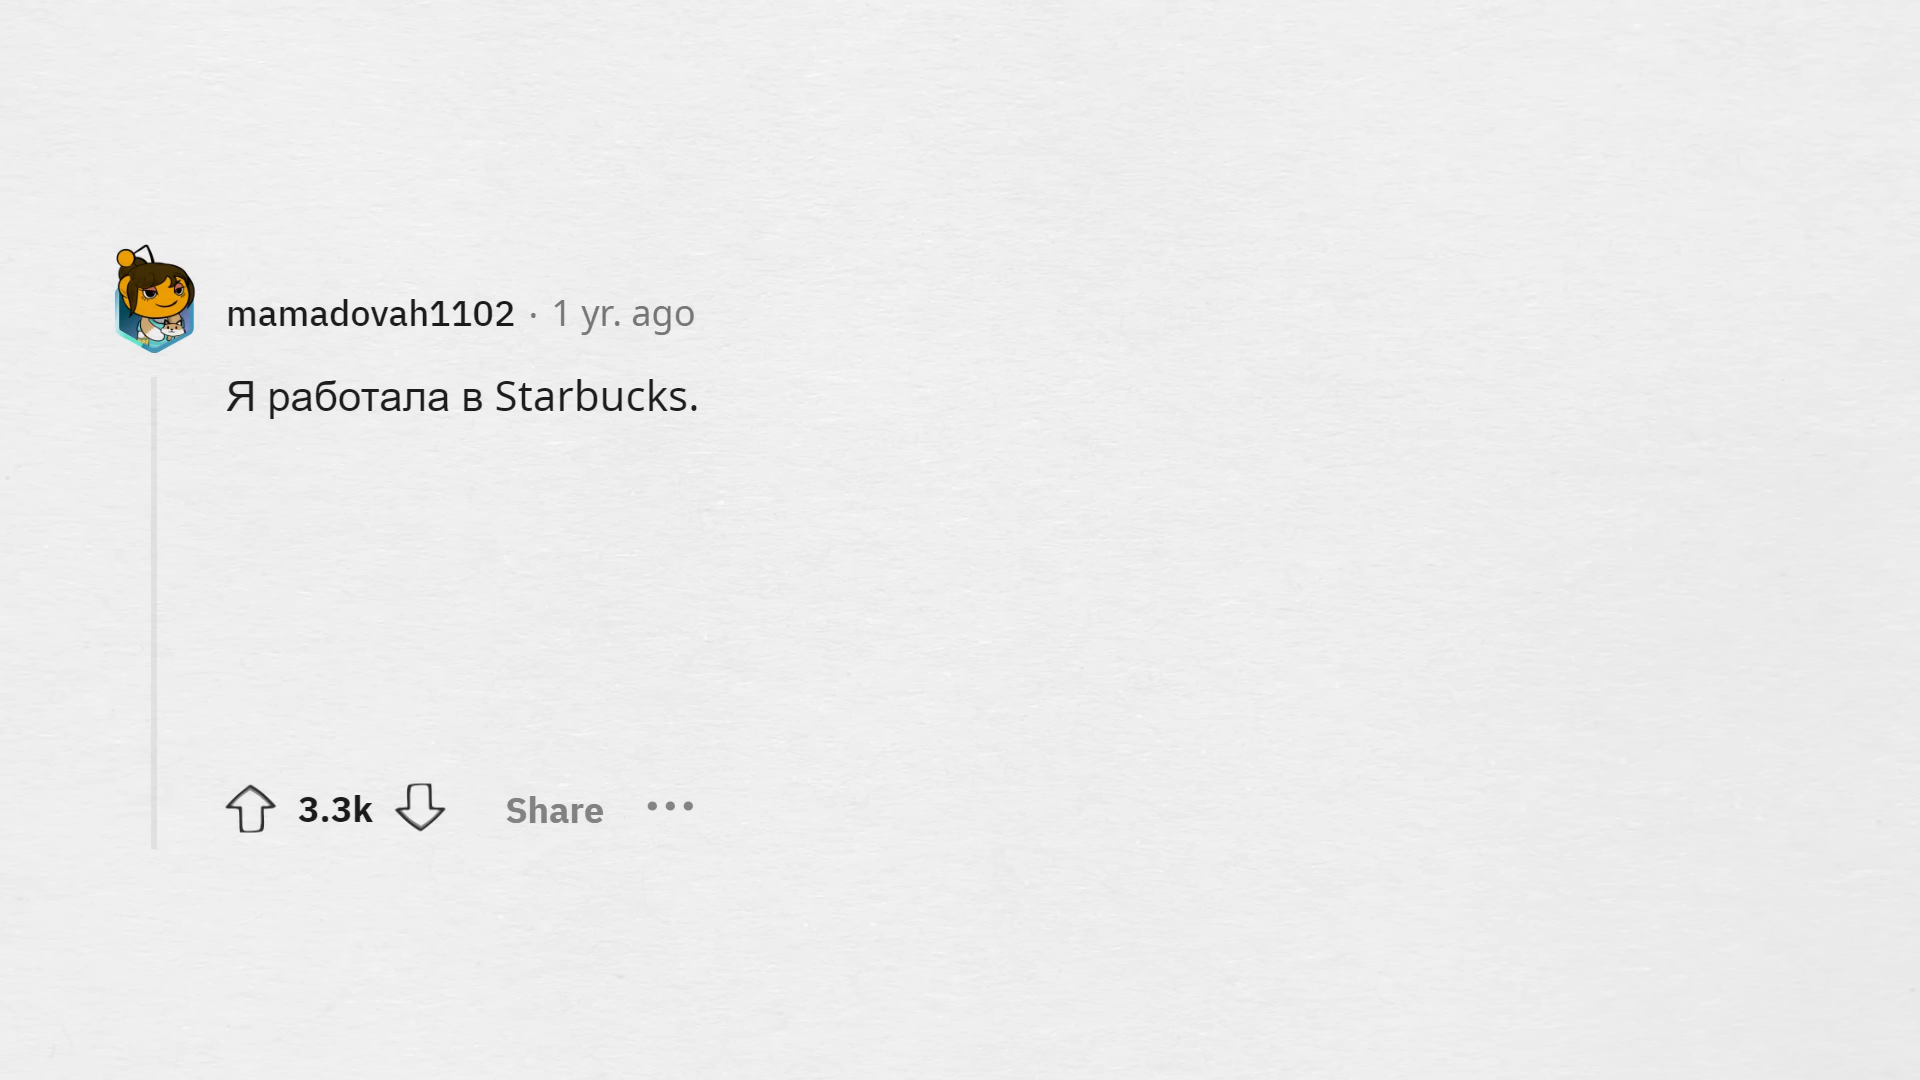 mamadovah1102 · 1 yr. ago
Я работала в Starbucks.
3.3k Share